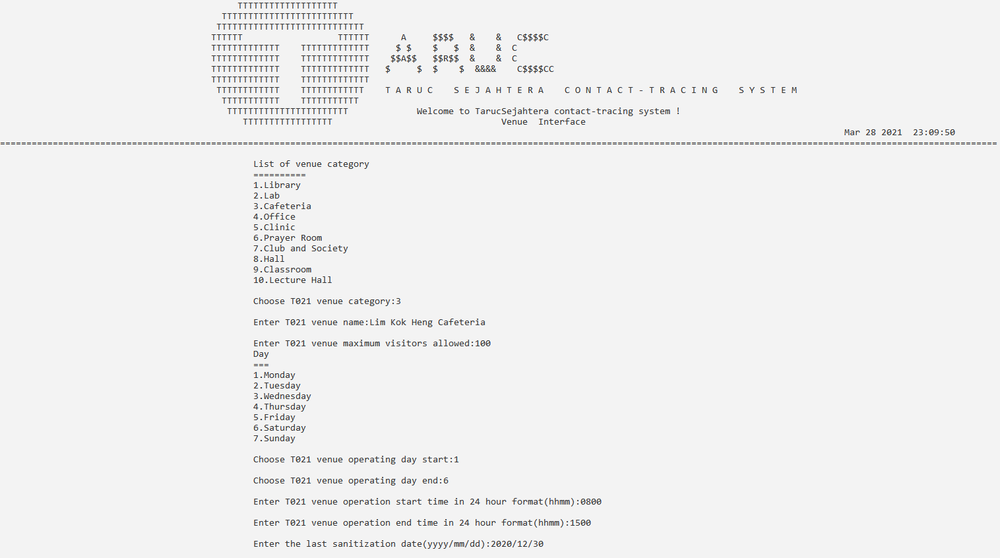 TTTTTTTTTTTTTTTTTTT
                                          TTTTTTTTTTTTTTTTTTTTTTTTT
                                         TTTTTTTTTTTTTTTTTTTTTTTTTTTT
                                        TTTTTT                  TTTTTT      A     $$$$   &    &   C$$$$C
                                        TTTTTTTTTTTTT    TTTTTTTTTTTTT     $ $    $   $  &    &  C
                                        TTTTTTTTTTTTT    TTTTTTTTTTTTT    $$A$$   $$R$$  &    &  C
                                        TTTTTTTTTTTTT    TTTTTTTTTTTTT   $     $  $    $  &&&&    C$$$$CC
                                        TTTTTTTTTTTTT    TTTTTTTTTTTTT
                                         TTTTTTTTTTTT    TTTTTTTTTTTT    T A R U C    S E J A H T E R A    C O N T A C T - T R A C I N G    S Y S T E M
                                          TTTTTTTTTTT    TTTTTTTTTTT
                                           TTTTTTTTTTTTTTTTTTTTTTT             Welcome to TarucSejahtera contact-tracing system !
                                              TTTTTTTTTTTTTTTTT                                Venue  Interface
Mar 28 2021  23:09:50
=============================================================================================================================================================================================
List of venue category
==========
1.Library
2.Lab
3.Cafeteria
4.Office
5.Clinic
6.Prayer Room
7.Club and Society
8.Hall
9.Classroom
10.Lecture Hall
Choose T021 venue category:3
Enter T021 venue name:Lim Kok Heng Cafeteria
Enter T021 venue maximum visitors allowed:100
Day
===
1.Monday
2.Tuesday
3.Wednesday
4.Thursday
5.Friday
6.Saturday
7.Sunday
Choose T021 venue operating day start:1
Choose T021 venue operating day end:6
Enter T021 venue operation start time in 24 hour format(hhmm):0800
Enter T021 venue operation end time in 24 hour format(hhmm):1500
Enter the last sanitization date(yyyy/mm/dd):2020/12/30